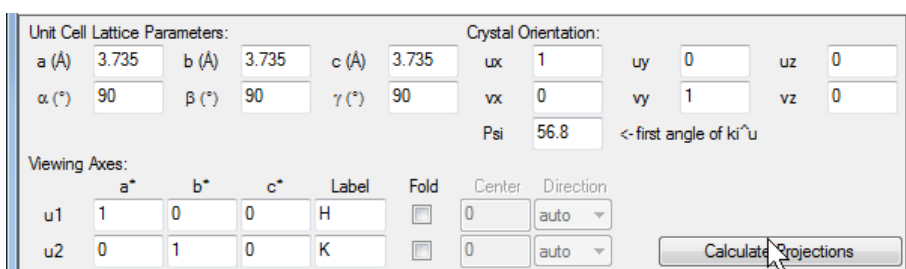 Unit Cell Lattice Parameters: Crystal Orientation:
a (Å) 3.735 b (Å) 3.735 c (Å) 3.735 ux 1 uy 0 uz 0
α (°) 90 β (°) 90 γ (°) 90 vx 0 vy 1 vz 0
Psi 56.8 <- first angle of ki^u
Viewing Axes:
a* b* c* Label Fold Center Direction
u1 1 0 0 H 0 auto
u2 0 1 0 K 0 auto Calculate Projections